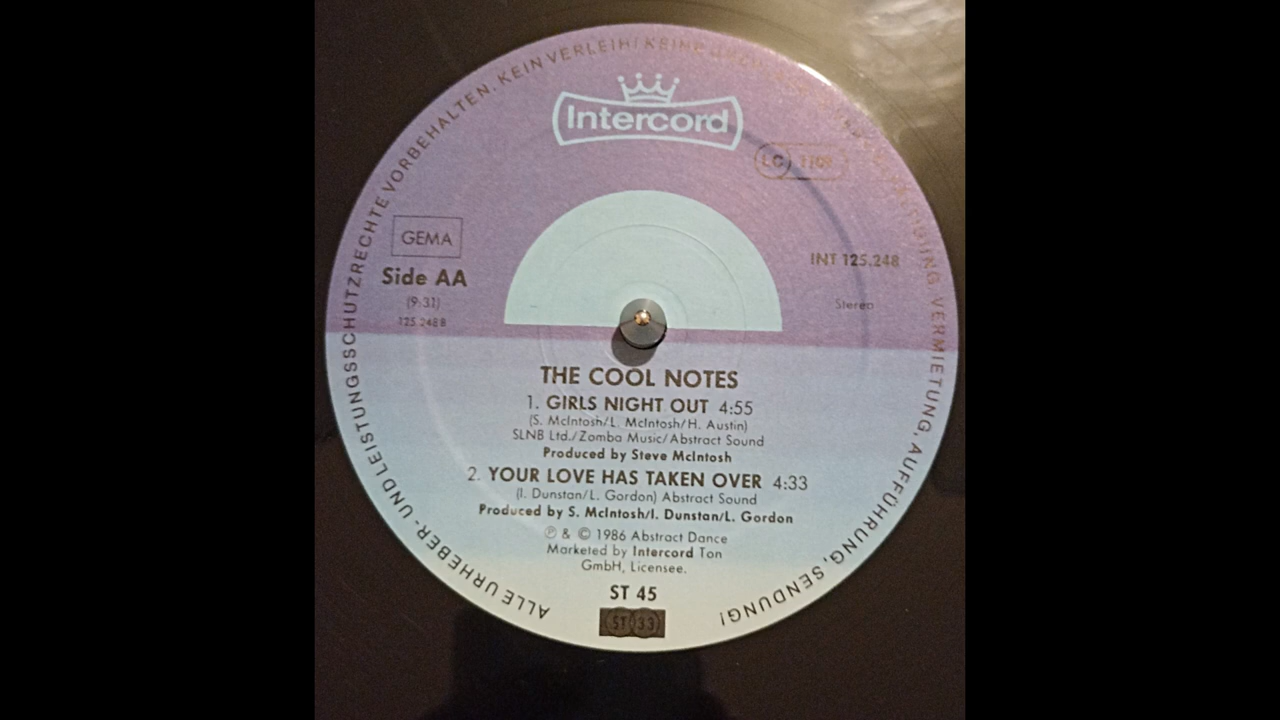 ALLE URHEBER- UND LEISTUNGSSCHUTZRECHTE VORBEHALTEN. KEIN VERLEIH! KEINE VERMIETUNG, AUFFÜHRUNG, SENDUNG!
Intercord
LC 1109
GEMA
Side AA
(9:31)
125.248 B
INT 125.248
Stereo
THE COOL NOTES
1. GIRLS NIGHT OUT 4:55
(S. McIntosh/L. McIntosh/H. Austin)
SLNB Ltd./Zomba Music/Abstract Sound
Produced by Steve McIntosh
2. YOUR LOVE HAS TAKEN OVER 4:33
(I. Dunstan/L. Gordon) Abstract Sound
Produced by S. McIntosh/I. Dunstan/L. Gordon
℗ & © 1986 Abstract Dance
Marketed by Intercord Ton
GmbH, Licensee.
ST 45
ST 33